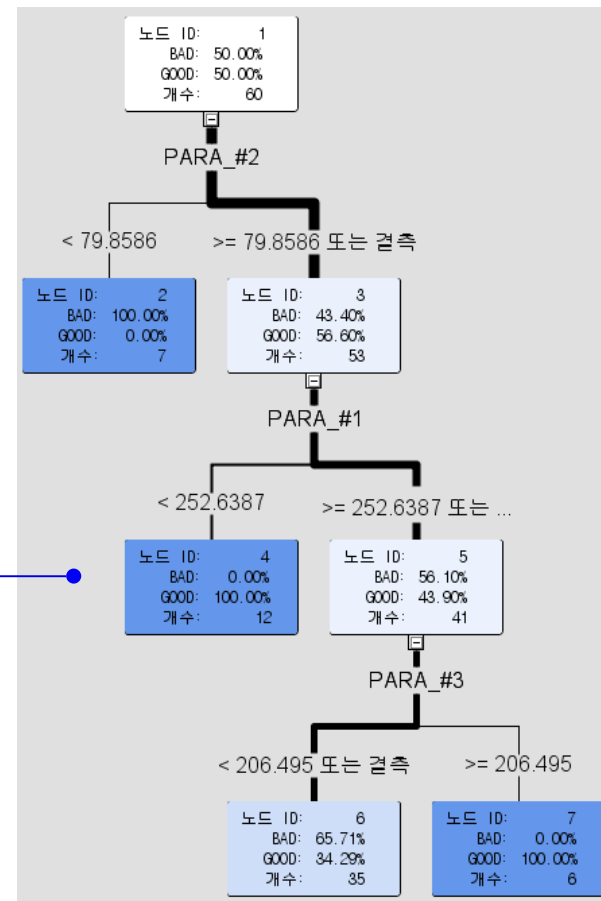 노드 ID: 1
BAD: 50.00%
GOOD: 50.00%
개수: 60
PARA_#2
< 79.8586
>= 79.8586 또는 결측
노드 ID: 2
BAD: 100.00%
GOOD: 0.00%
개수: 7
노드 ID: 3
BAD: 43.40%
GOOD: 56.60%
개수: 53
PARA_#1
< 252.6387
>= 252.6387 또는 ...
노드 ID: 4
BAD: 0.00%
GOOD: 100.00%
개수: 12
노드 ID: 5
BAD: 56.10%
GOOD: 43.90%
개수: 41
PARA_#3
< 206.495 또는 결측
>= 206.495
노드 ID: 6
BAD: 65.71%
GOOD: 34.29%
개수: 35
노드 ID: 7
BAD: 0.00%
GOOD: 100.00%
개수: 6